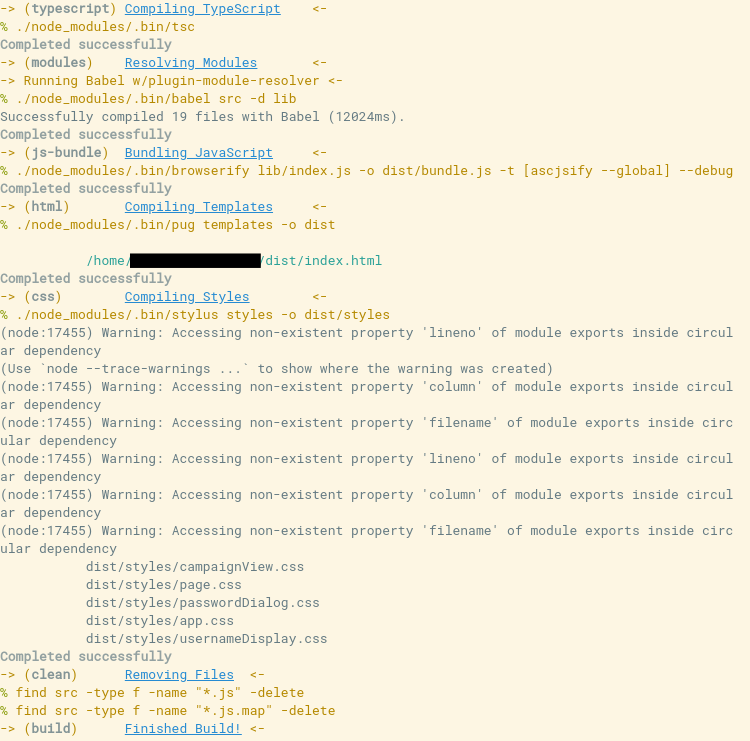 -> (typescript) Compiling TypeScript    <-
% ./node_modules/.bin/tsc
Completed successfully
-> (modules)    Resolving Modules       <-
-> Running Babel w/plugin-module-resolver <-
% ./node_modules/.bin/babel src -d lib
Successfully compiled 19 files with Babel (12024ms).
Completed successfully
-> (js-bundle)  Bundling JavaScript     <-
% ./node_modules/.bin/browserify lib/index.js -o dist/bundle.js -t [ascjsify --global] --debug
Completed successfully
-> (html)       Compiling Templates     <-
% ./node_modules/.bin/pug templates -o dist
/home/ /dist/index.html
Completed successfully
-> (css)        Compiling Styles        <-
% ./node_modules/.bin/stylus styles -o dist/styles
(node:17455) Warning: Accessing non-existent property 'lineno' of module exports inside circul
ar dependency
(Use `node --trace-warnings ...` to show where the warning was created)
(node:17455) Warning: Accessing non-existent property 'column' of module exports inside circul
ar dependency
(node:17455) Warning: Accessing non-existent property 'filename' of module exports inside circ
ular dependency
(node:17455) Warning: Accessing non-existent property 'lineno' of module exports inside circul
ar dependency
(node:17455) Warning: Accessing non-existent property 'column' of module exports inside circul
ar dependency
(node:17455) Warning: Accessing non-existent property 'filename' of module exports inside circ
ular dependency
dist/styles/campaignView.css
dist/styles/page.css
dist/styles/passwordDialog.css
dist/styles/app.css
dist/styles/usernameDisplay.css
Completed successfully
-> (clean)      Removing Files  <-
% find src -type f -name "*.js" -delete
% find src -type f -name "*.js.map" -delete
-> (build)      Finished Build! <-